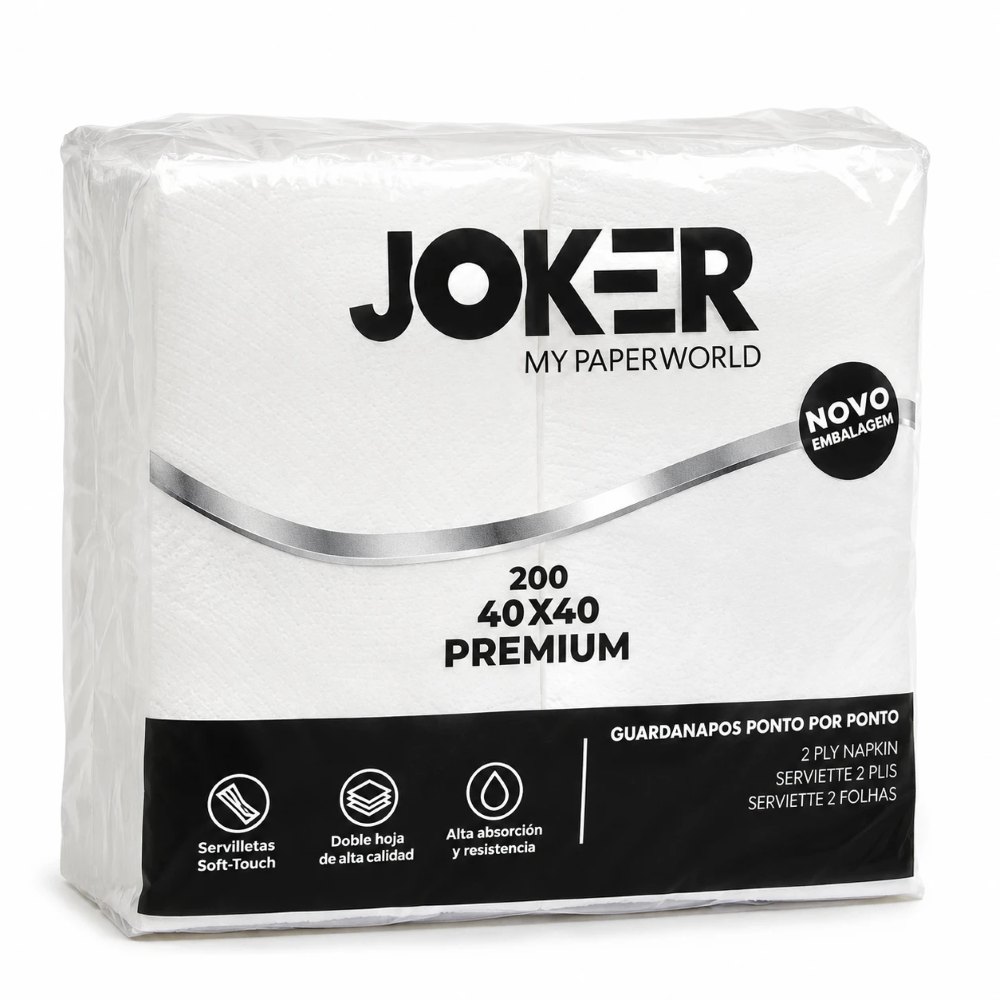 JOKER
MY PAPERWORLD
NOVO
EMBALAGEM
200
40X40
PREMIUM
GUARDANAPOS PONTO POR PONTO
2 PLY NAPKIN
SERVIETTE 2 PLIS
SERVIETTE 2 FOLHAS
Servilletas
Soft-Touch
Doble hoja
de alta calidad
Alta absorción
y resistencia